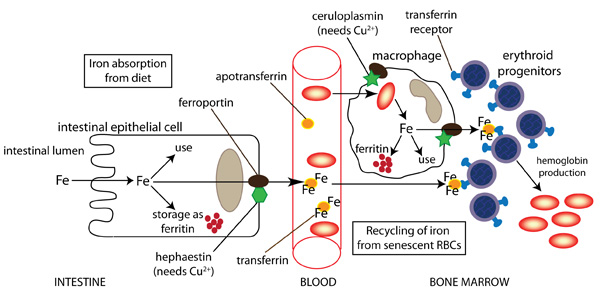 ceruloplasmin
(needs Cu²⁺)
transferrin
receptor
macrophage
erythroid
progenitors
Iron absorption
from diet
apotransferrin
ferroportin
intestinal epithelial cell
intestinal lumen
Fe
Fe
use
storage as
ferritin
hephaestin
(needs Cu²⁺)
Fe
Fe
Fe
Fe
transferrin
Fe
ferritin
use
Fe
Fe
Fe
Fe
hemoglobin
production
Recycling of iron
from senescent RBCs
INTESTINE
BLOOD
BONE MARROW